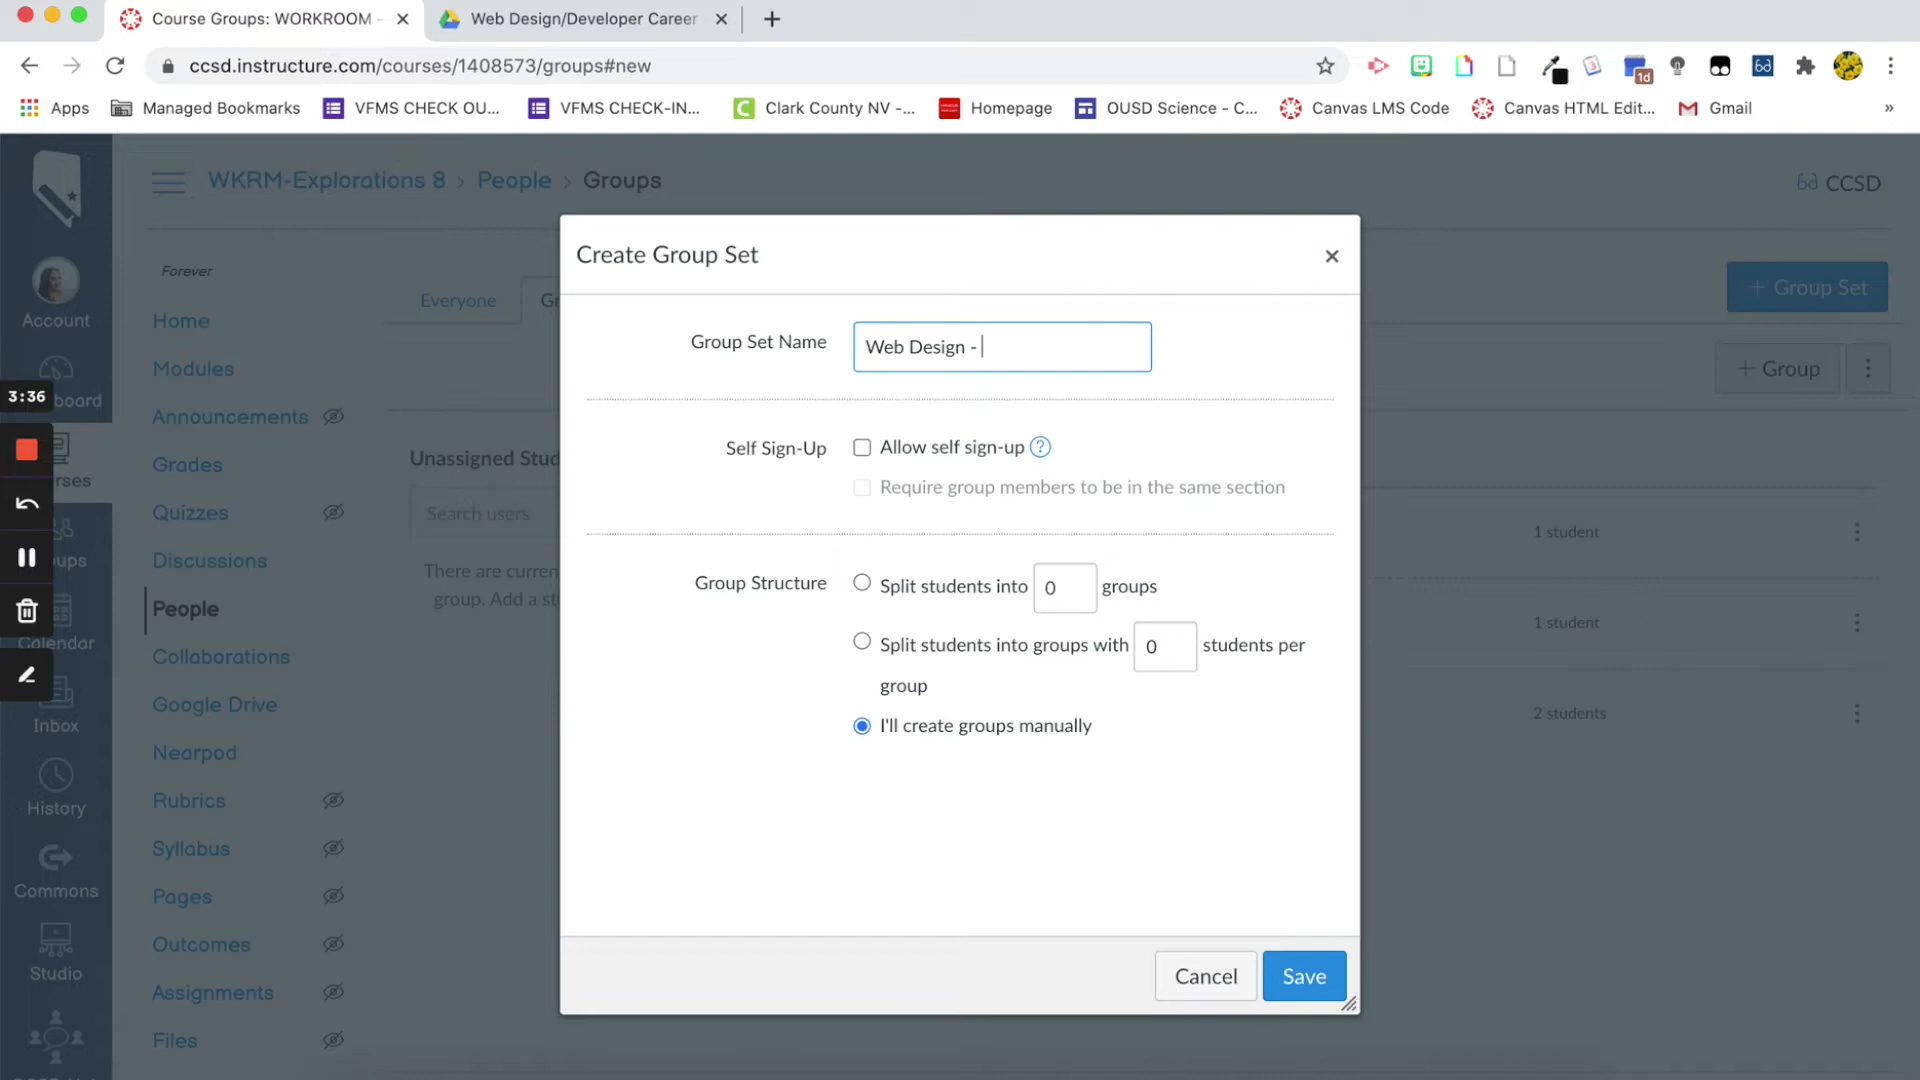 Course Groups: WORKROOM -
Web Design/Developer Career
ccsd.instructure.com/courses/1408573/groups#new
1d
Apps
Managed Bookmarks
VFMS CHECK OU...
VFMS CHECK-IN...
Clark County NV -...
Homepage
OUSD Science - C...
Canvas LMS Code
Canvas HTML Edit...
Gmail
»
WKRM-Explorations 8 › People › Groups
CCSD
Create Group Set
Forever
Everyone
Gr
+ Group Set
Account
Home
Group Set Name
Web Design -
Modules
+ Group
3:36
board
Announcements
Self Sign-Up
Allow self sign-up
Unassigned Stud
Grades
rses
Require group members to be in the same section
Quizzes
Search users
1 student
Discussions
ups
There are curren
group. Add a st
Group Structure
Split students into 0 groups
People
1 student
Calendar
Split students into groups with 0 students per
group
Collaborations
Google Drive
2 students
Inbox
I'll create groups manually
Nearpod
Rubrics
History
Syllabus
Commons
Pages
Outcomes
Studio
Cancel
Save
Assignments
Files